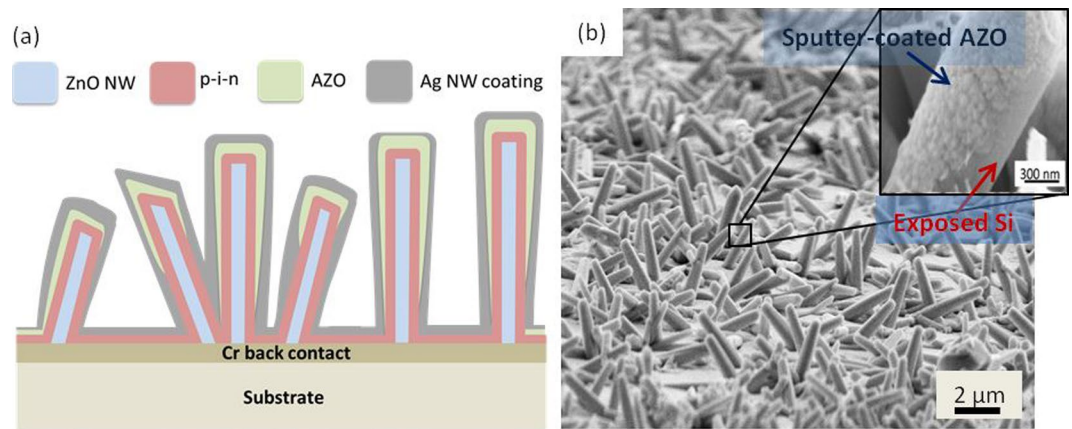 (a)
ZnO NW
p-i-n
AZO
Ag NW coating
Cr back contact
Substrate
(b)
Sputter-coated AZO
300 nm
Exposed Si
2 µm